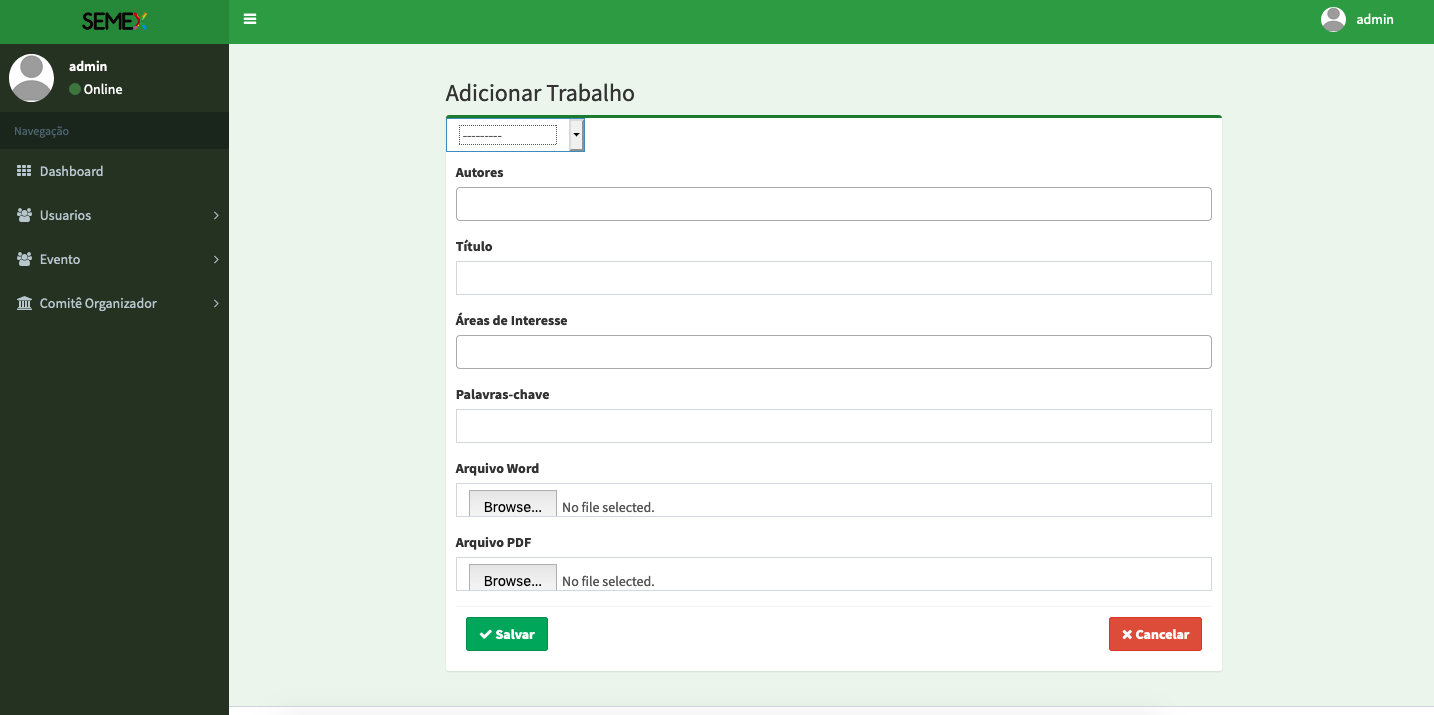 SEMEX
admin
admin
Online
Navegação
Dashboard
Usuarios
Evento
Comitê Organizador
Adicionar Trabalho
---------
Autores
Título
Áreas de Interesse
Palavras-chave
Arquivo Word
Browse... No file selected.
Arquivo PDF
Browse... No file selected.
Salvar
Cancelar